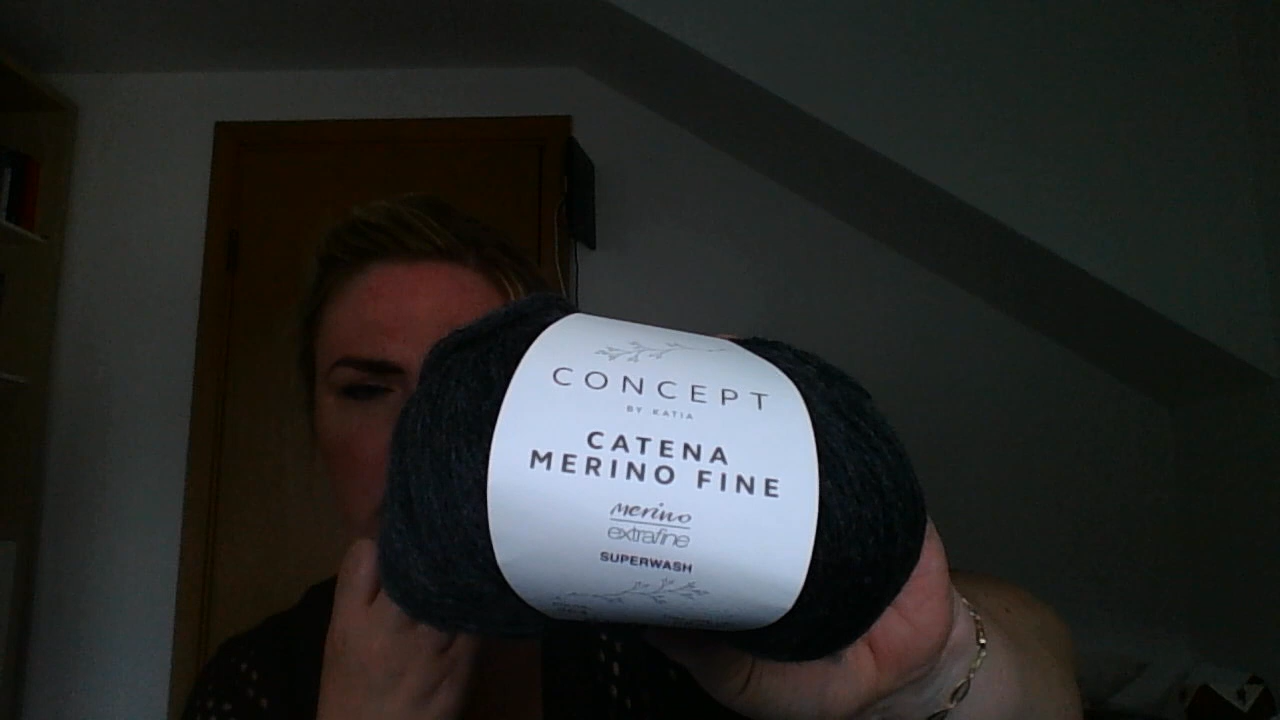 CONCEPT
BY KATIA
CATENA
MERINO FINE
merino
extrafine
SUPERWASH